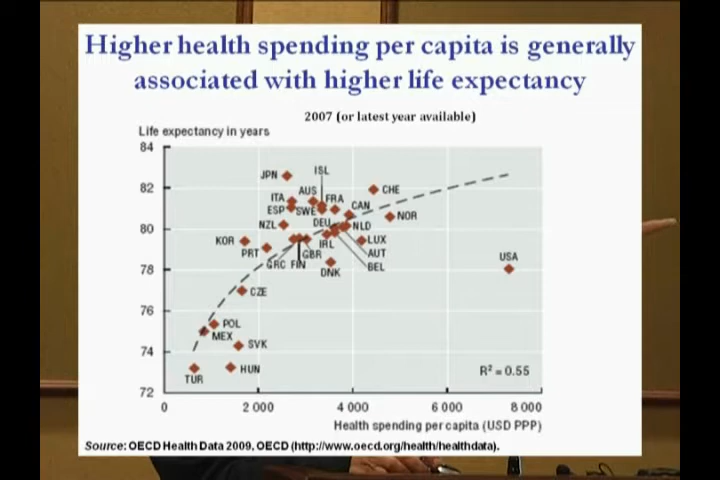 Higher health spending per capita is generally
associated with higher life expectancy
2007 (or latest year available)
Life expectancy in years
84
82
80
78
76
74
72
JPN
ISL
CHE
ITA
AUS
FRA
ESP
SWE
CAN
NOR
NZL
DEU
NLD
KOR
IRL
LUX
PRT
GBR
AUT
USA
GRC
FIN
DNK
BEL
CZE
POL
MEX
SVK
HUN
TUR
R² = 0.55
0
2 000
4 000
6 000
8 000
Health spending per capita (USD PPP)
Source: OECD Health Data 2009, OECD (http://www.oecd.org/health/healthdata).